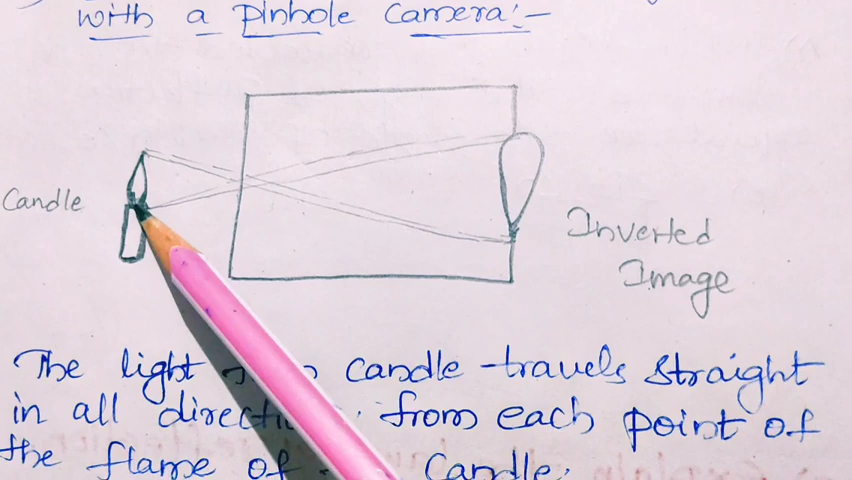 with a pinhole camera:-
Candle
Inverted
Image
The light candle travels straight
in all from each point of
the flame of Candle.